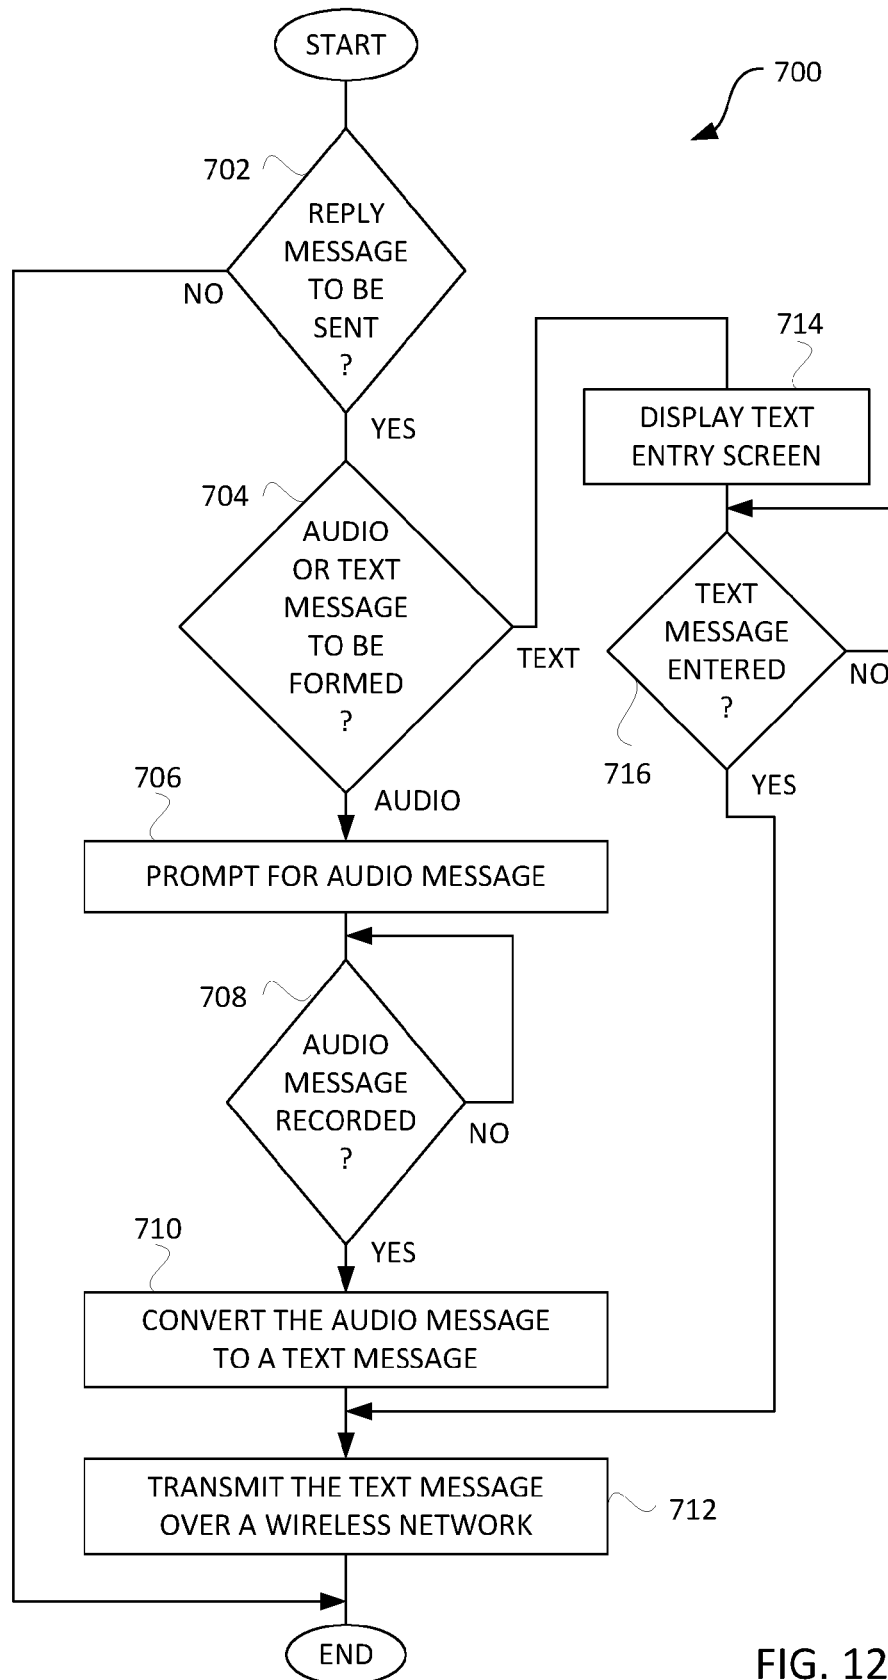 START
700
702
REPLY
MESSAGE
TO BE
SENT
?
NO
YES
714
DISPLAY TEXT
ENTRY SCREEN
704
AUDIO
OR TEXT
MESSAGE
TO BE
FORMED
?
TEXT
TEXT
MESSAGE
ENTERED
?
NO
716
YES
AUDIO
706
PROMPT FOR AUDIO MESSAGE
708
AUDIO
MESSAGE
RECORDED
?
NO
YES
710
CONVERT THE AUDIO MESSAGE
TO A TEXT MESSAGE
TRANSMIT THE TEXT MESSAGE
OVER A WIRELESS NETWORK
712
END
FIG. 12